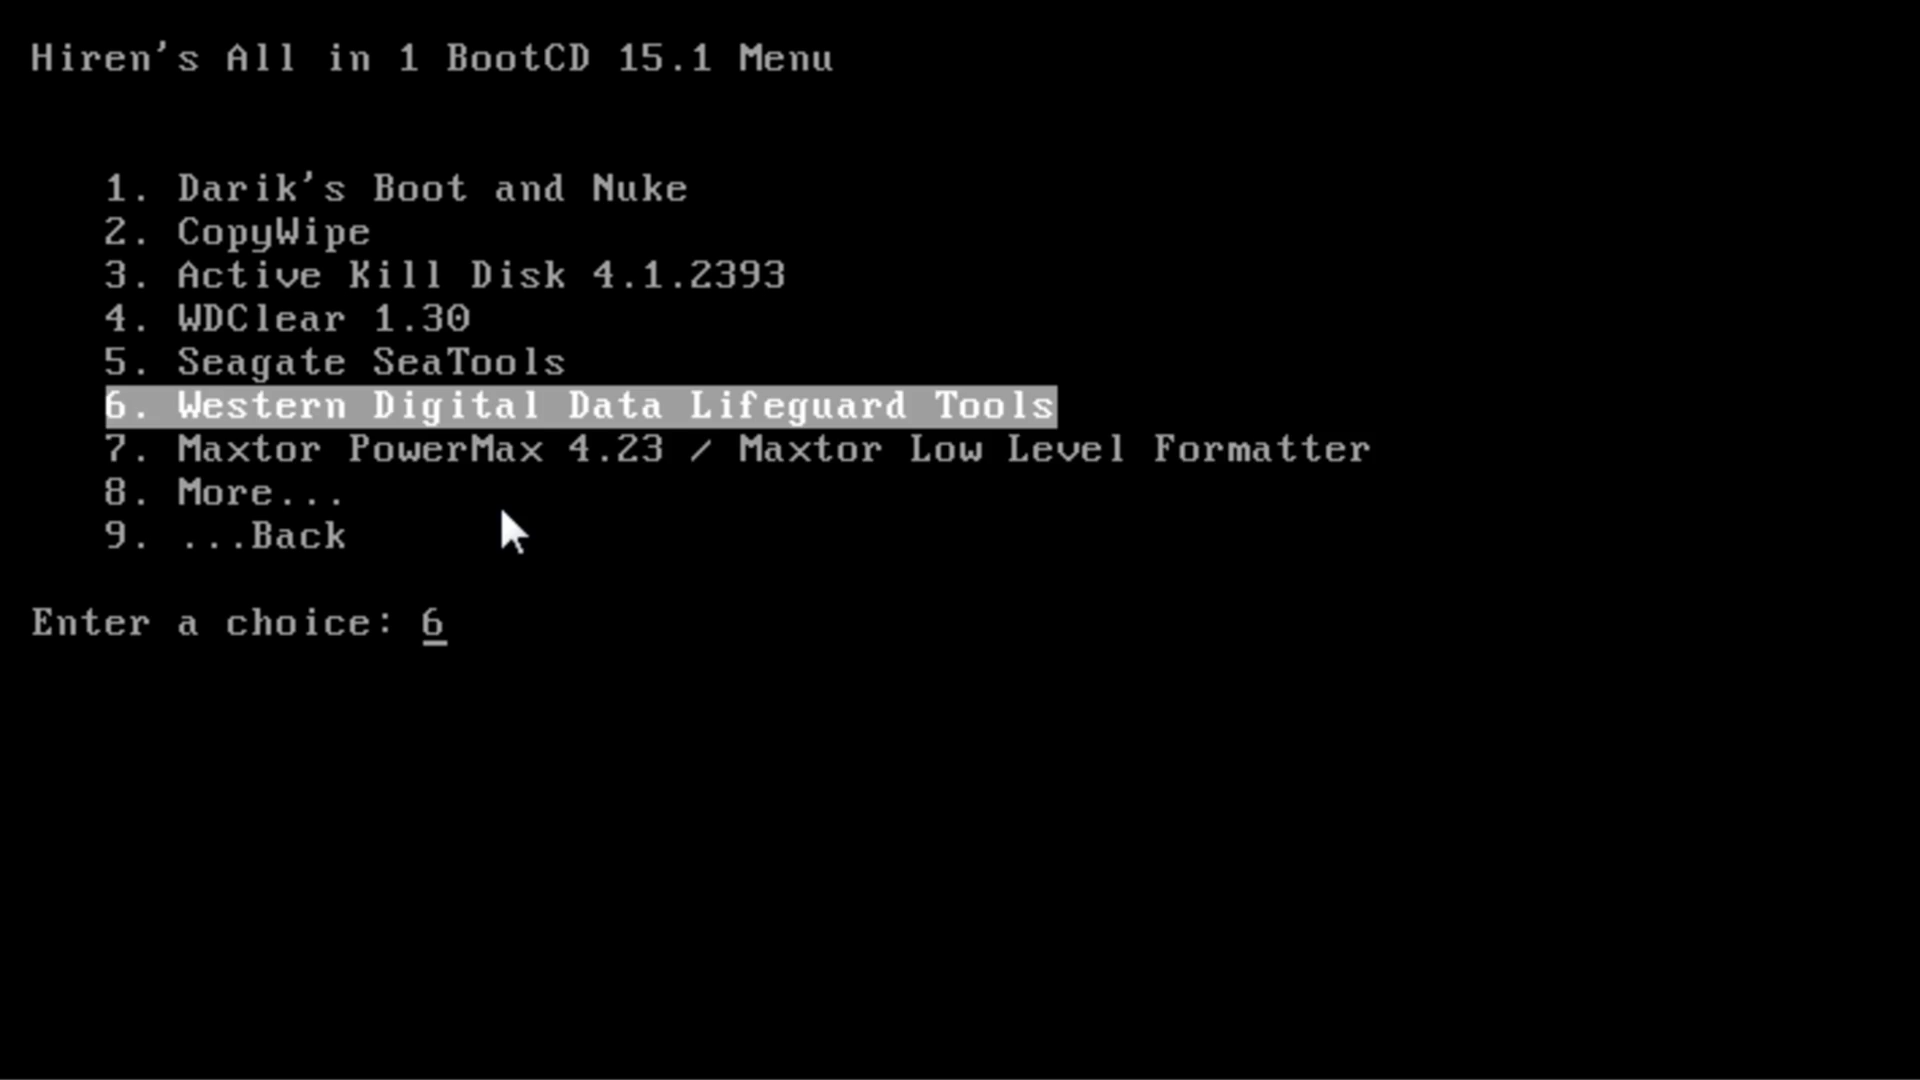 Hiren's All in 1 BootCD 15.1 Menu
1. Darik's Boot and Nuke
2. CopyWipe
3. Active Kill Disk 4.1.2393
4. WDClear 1.30
5. Seagate SeaTools
6. Western Digital Data Lifeguard Tools
7. Maxtor PowerMax 4.23 / Maxtor Low Level Formatter
8. More...
9. ...Back
Enter a choice: 6